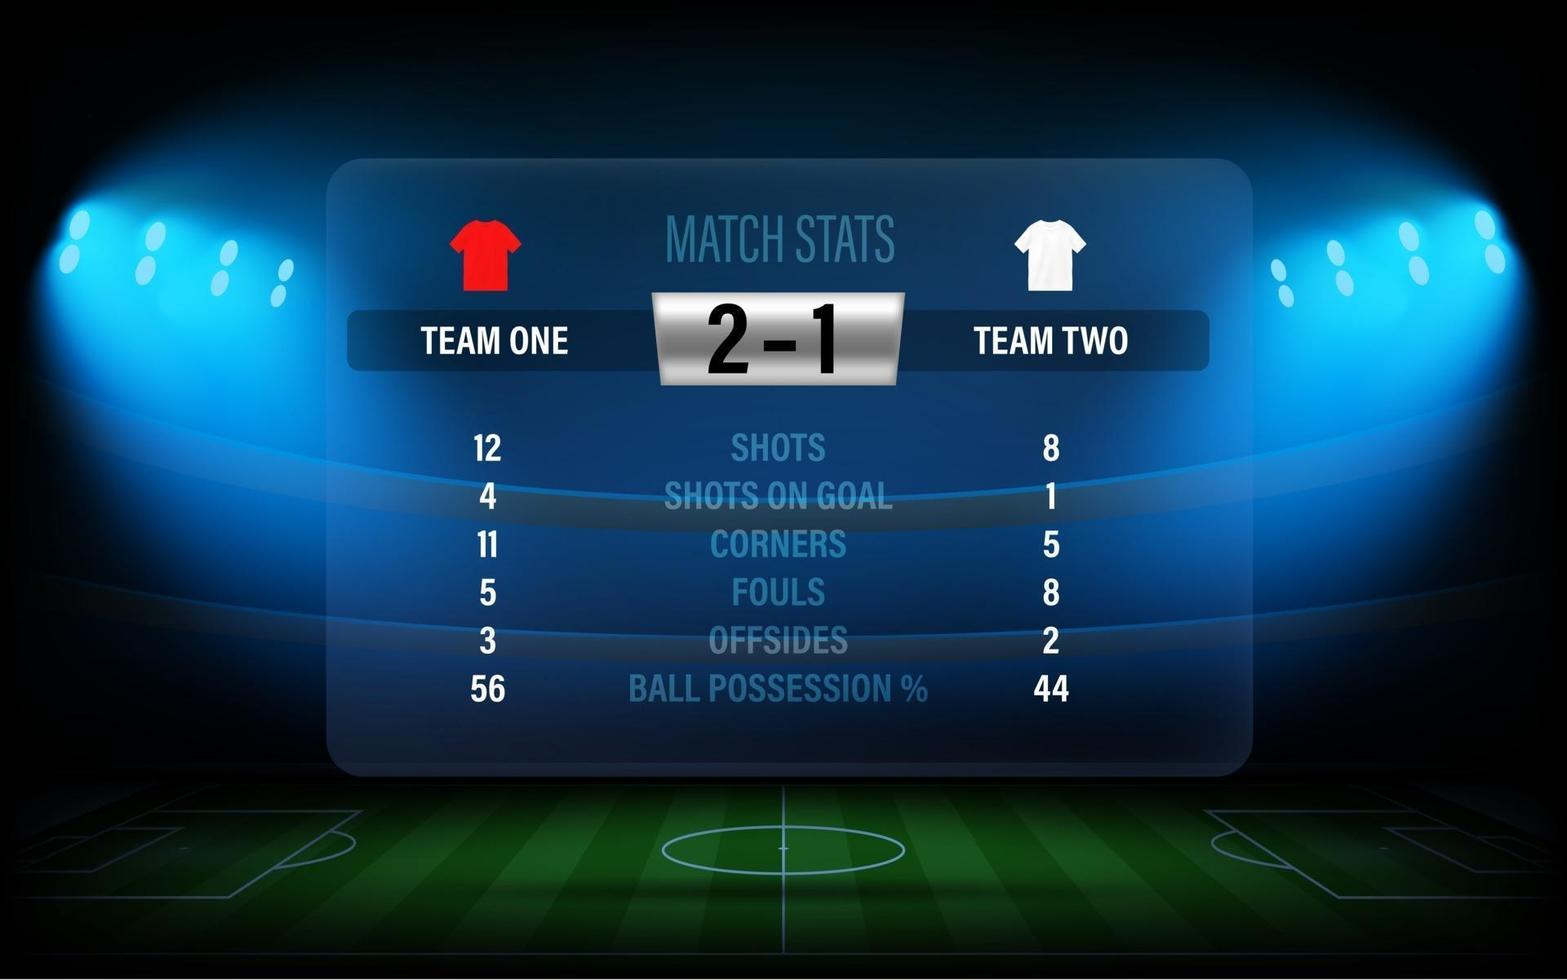 MATCH STATS
TEAM ONE 2-1 TEAM TWO
12 SHOTS 8
4 SHOTS ON GOAL 1
11 CORNERS 5
5 FOULS 8
3 OFFSIDES 2
56 BALL POSSESSION % 44